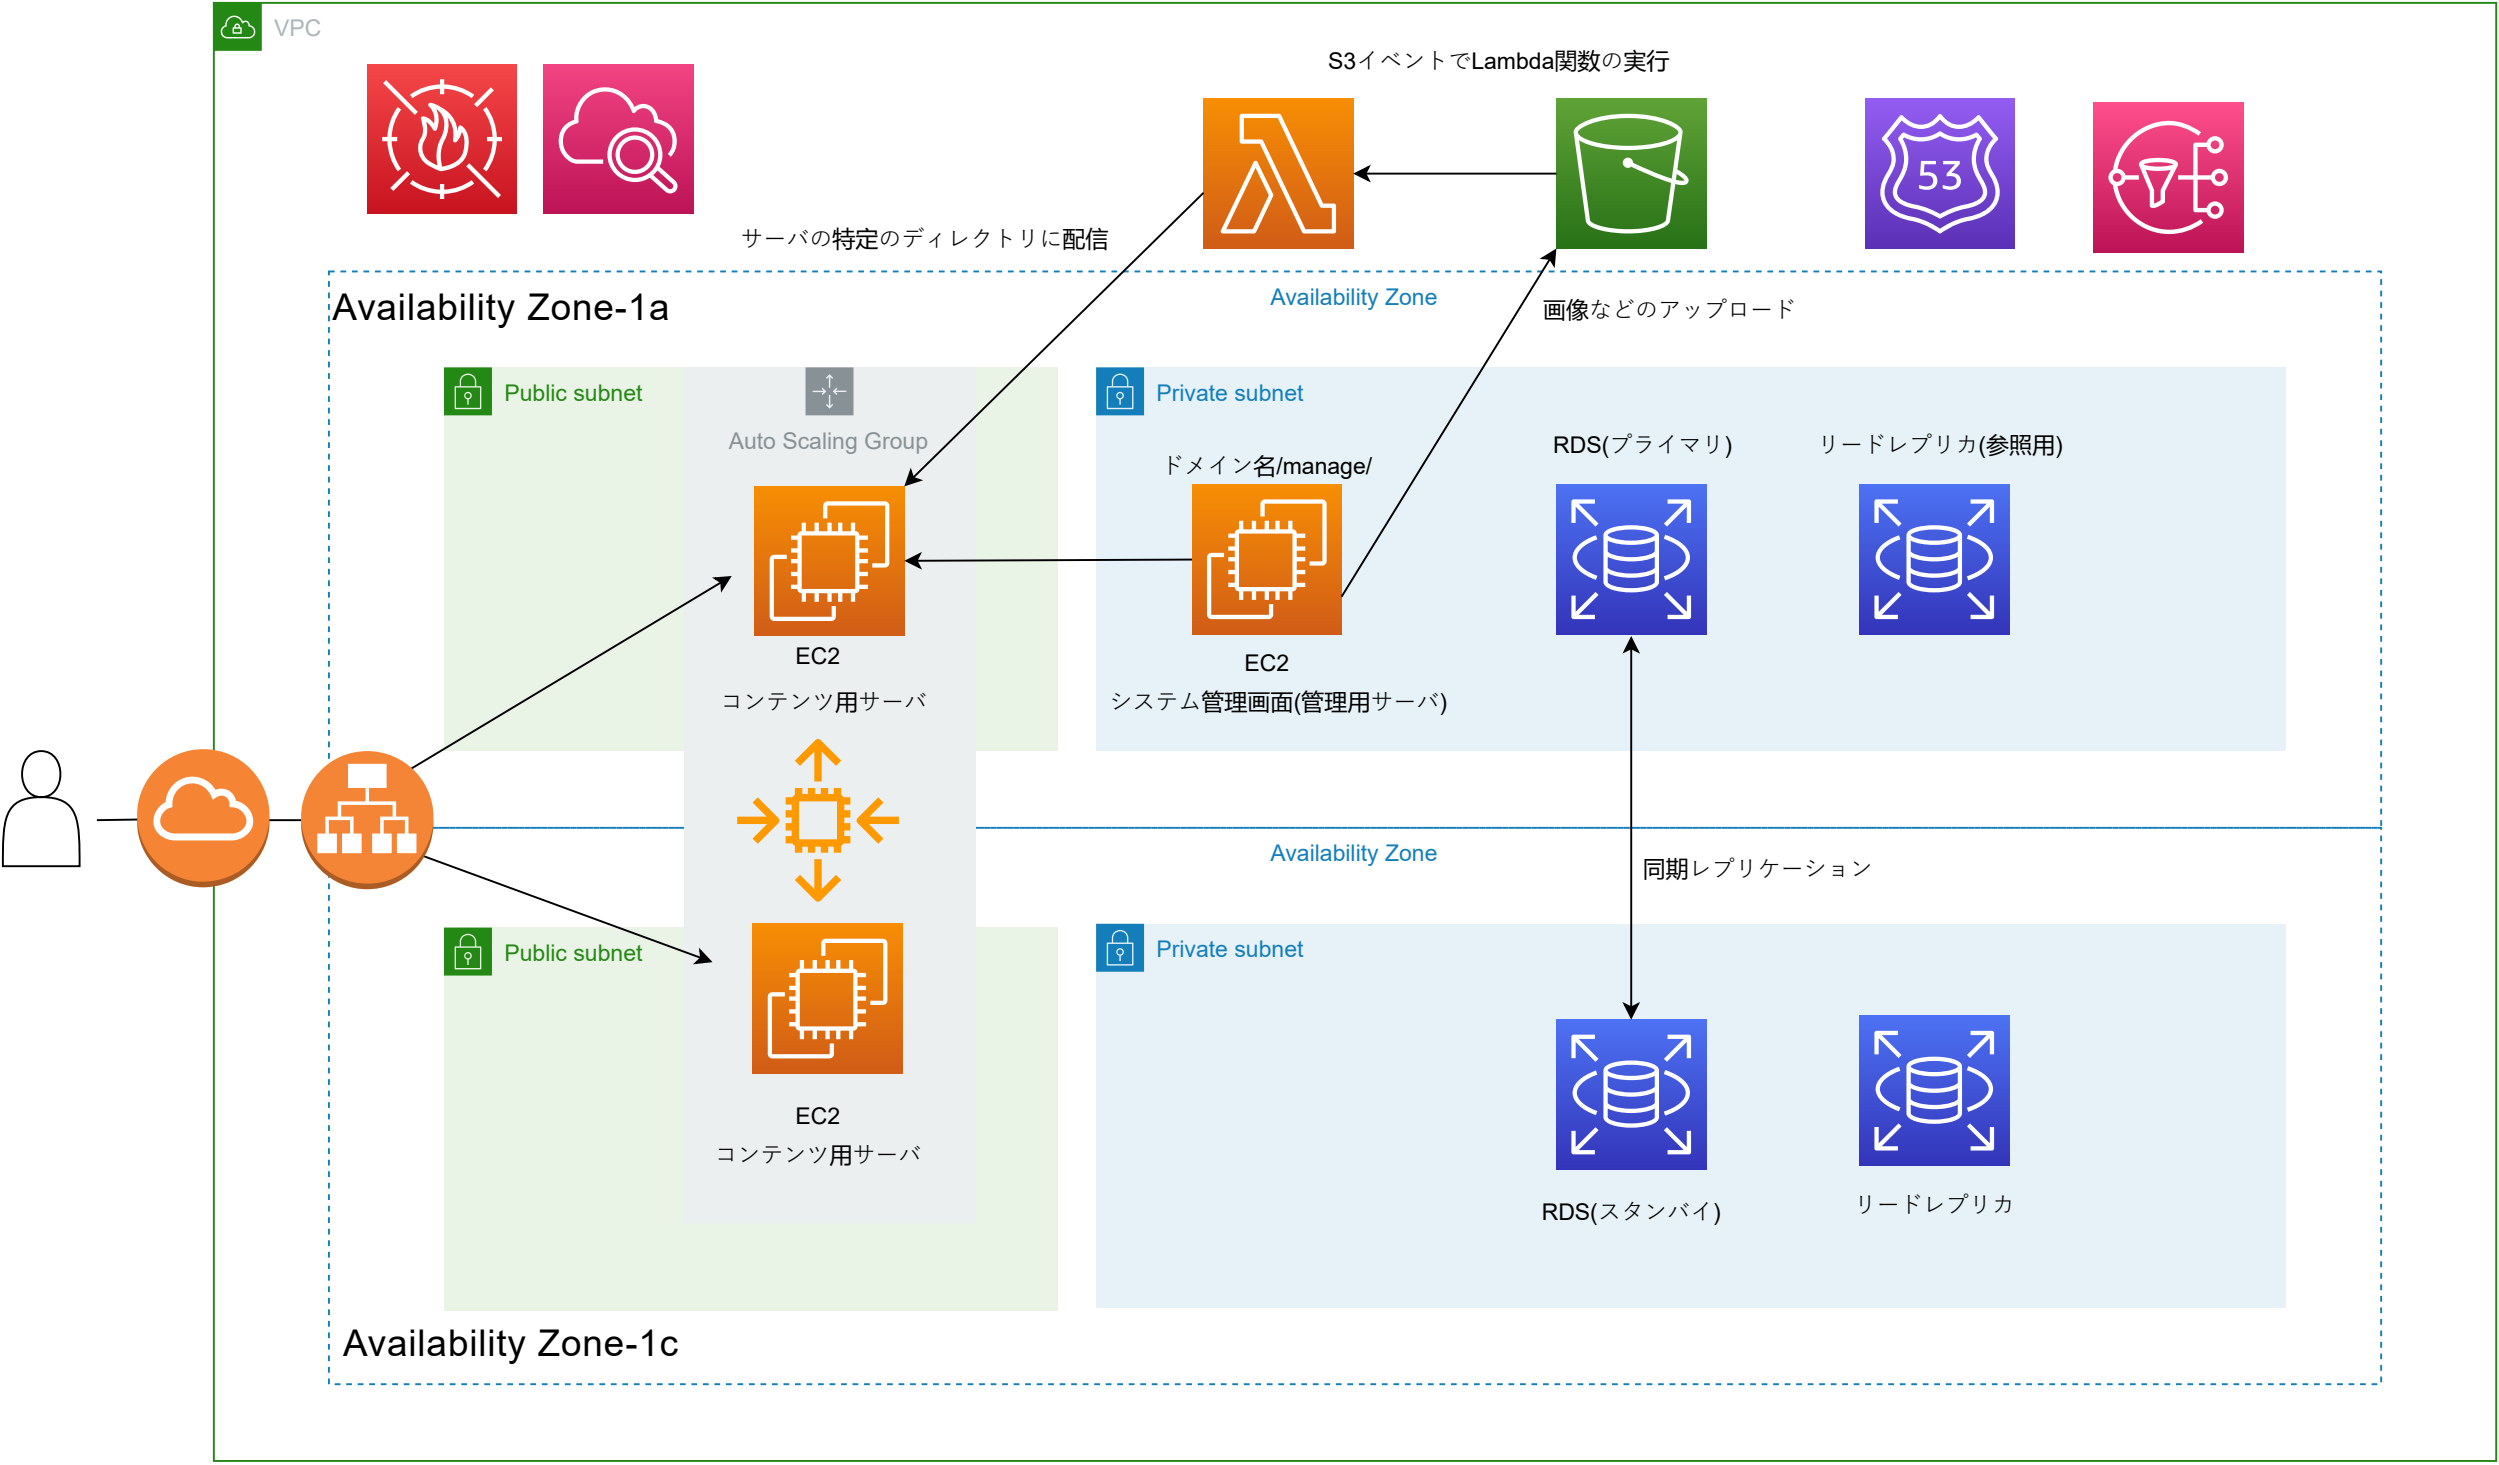 VPC
S3イベントでLambda関数の実行
53
サーバの特定のディレクトリに配信
Availability Zone-1a
Availability Zone
画像などのアップロード
Public subnet
Private subnet
Auto Scaling Group
RDS(プライマリ)
リードレプリカ(参照用)
ドメイン名/manage/
EC2
EC2
コンテンツ用サーバ
システム管理画面(管理用サーバ)
Availability Zone
同期レプリケーション
Public subnet
Private subnet
EC2
コンテンツ用サーバ
RDS(スタンバイ)
リードレプリカ
Availability Zone-1c